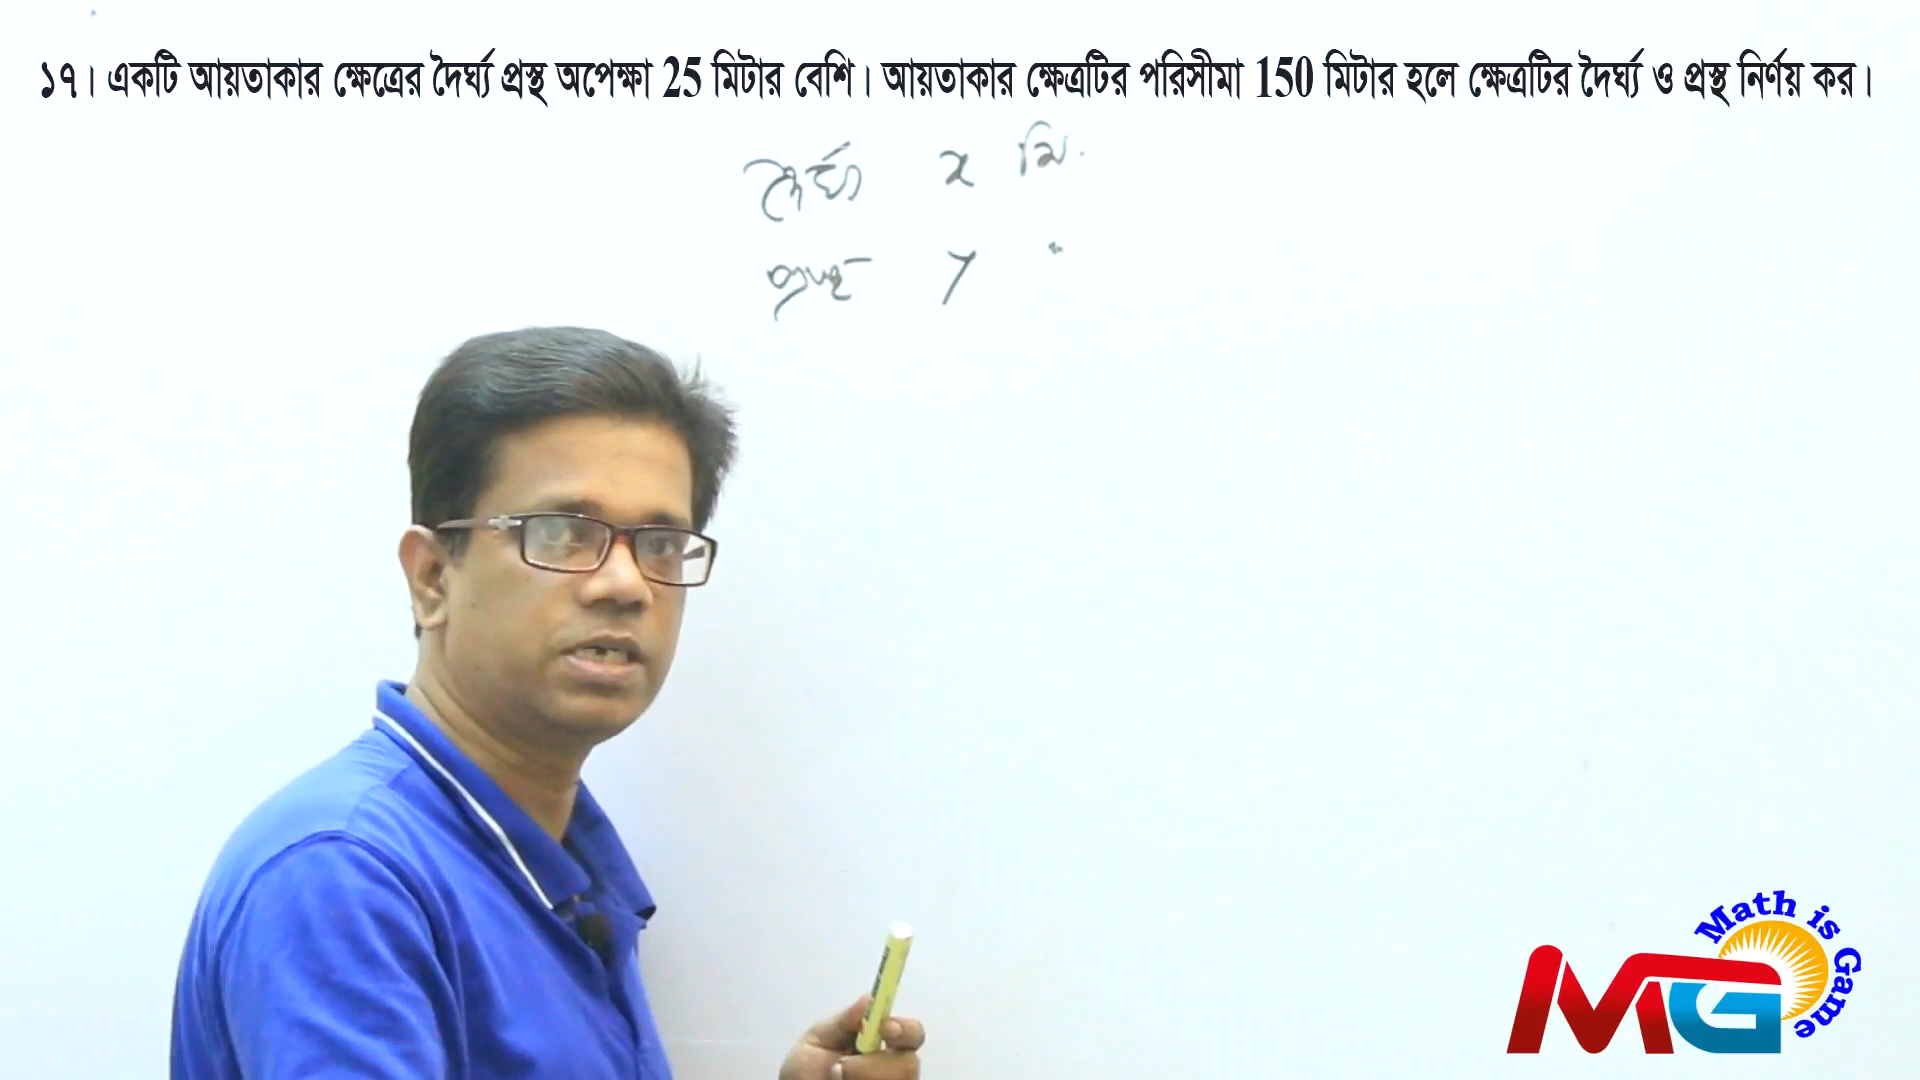 ১৭। একটি আয়তাকার ক্ষেত্রের দৈর্ঘ্য প্রস্থ অপেক্ষা 25 মিটার বেশি। আয়তাকার ক্ষেত্রটির পরিসীমা 150 মিটার হলে ক্ষেত্রটির দৈর্ঘ্য ও প্রস্থ নির্ণয় কর।
দৈর্ঘ্য x মি.
প্রস্থ y "
Math is Game
MG